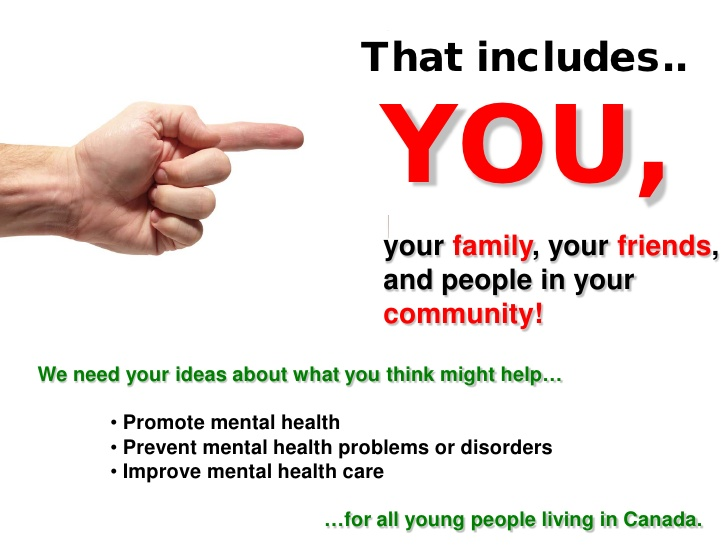 That includes..
YOU,
your family, your friends,
and people in your
community!
We need your ideas about what you think might help…
• Promote mental health
• Prevent mental health problems or disorders
• Improve mental health care
…for all young people living in Canada.